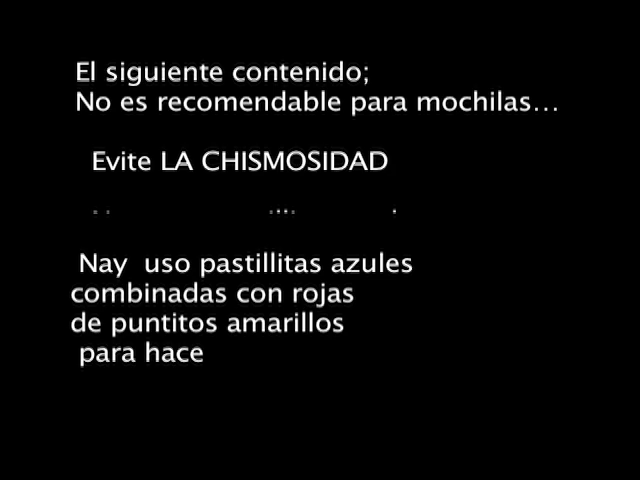 El siguiente contenido;
No es recomendable para mochilas...
Evite LA CHISMOSIDAD
Nay uso pastillitas azules
combinadas con rojas
de puntitos amarillos
para hace